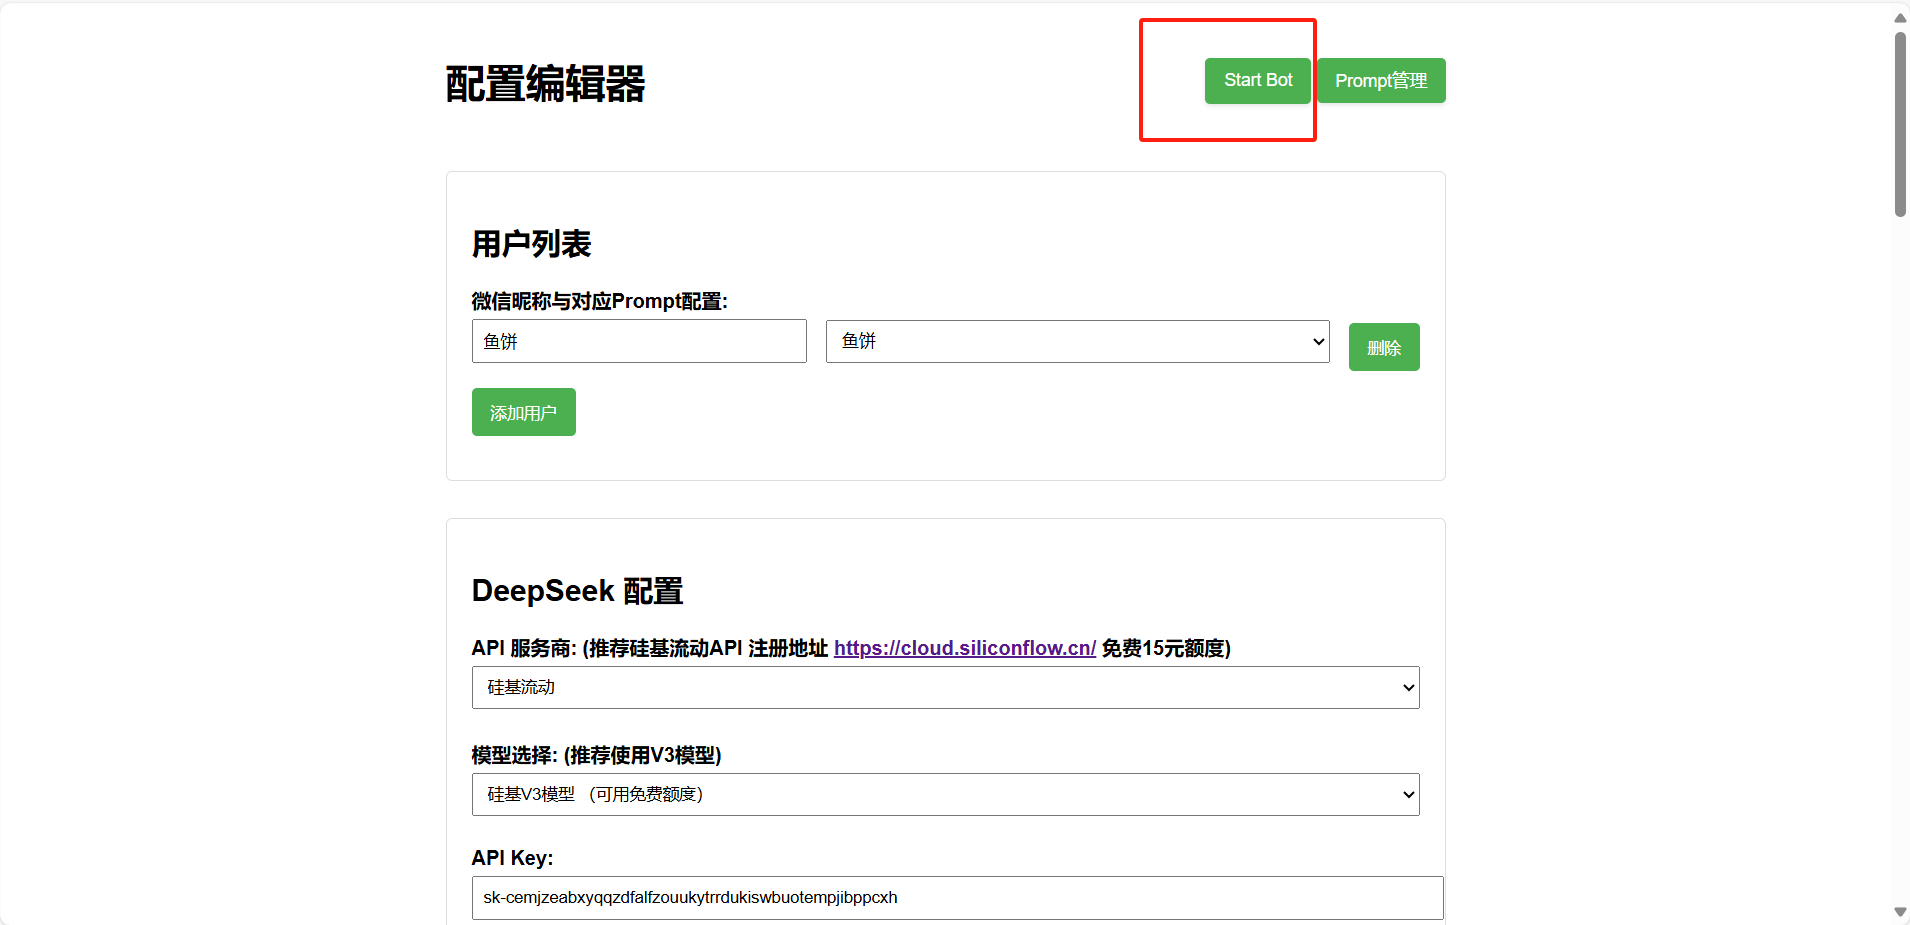 配置编辑器
Start Bot
Prompt管理
用户列表
微信昵称与对应Prompt配置:
鱼饼
鱼饼
删除
添加用户
DeepSeek 配置
API 服务商: (推荐硅基流动API 注册地址 https://cloud.siliconflow.cn/ 免费15元额度)
硅基流动
模型选择: (推荐使用V3模型)
硅基V3模型 （可用免费额度）
API Key:
sk-cemjzeabxyqqzdfalfzouukytrrdukiswbuotempjibppcxh